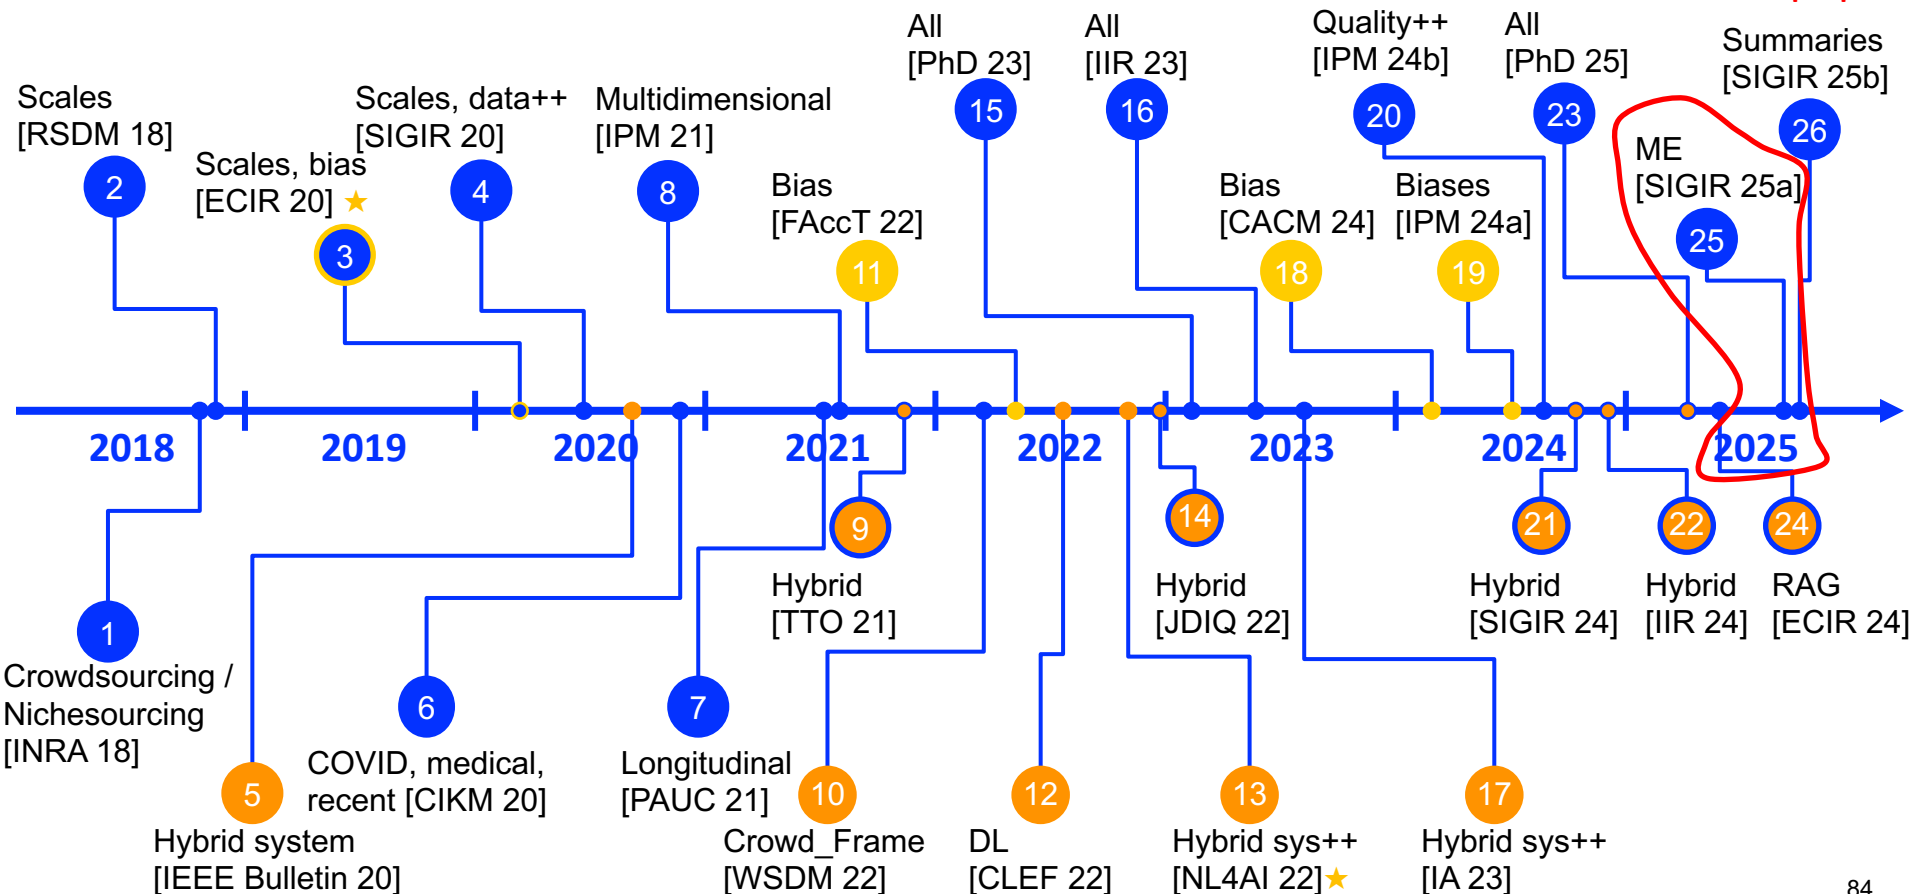 All
[PhD 23]
All
[IIR 23]
Quality++
[IPM 24b]
All
[PhD 25]
Summaries
[SIGIR 25b]
Scales
[RSDM 18]
Scales, bias
[ECIR 20] ★
Scales, data++
[SIGIR 20]
Multidimensional
[IPM 21]
Bias
[FAccT 22]
Bias
[CACM 24]
Biases
[IPM 24a]
ME
[SIGIR 25a]
15
16
20
23
26
2
4
8
3
11
18
19
25
2018
2019
2020
2021
2022
2023
2024
2025
9
14
21
22
24
Hybrid
[TTO 21]
Hybrid
[JDIQ 22]
Hybrid
[SIGIR 24]
Hybrid
[IIR 24]
RAG
[ECIR 24]
1
Crowdsourcing /
Nichesourcing
[INRA 18]
5
Hybrid system
[IEEE Bulletin 20]
6
COVID, medical,
recent [CIKM 20]
7
Longitudinal
[PAUC 21]
10
Crowd_Frame
[WSDM 22]
12
DL
[CLEF 22]
13
Hybrid sys++
[NL4AI 22]★
17
Hybrid sys++
[IA 23]
84